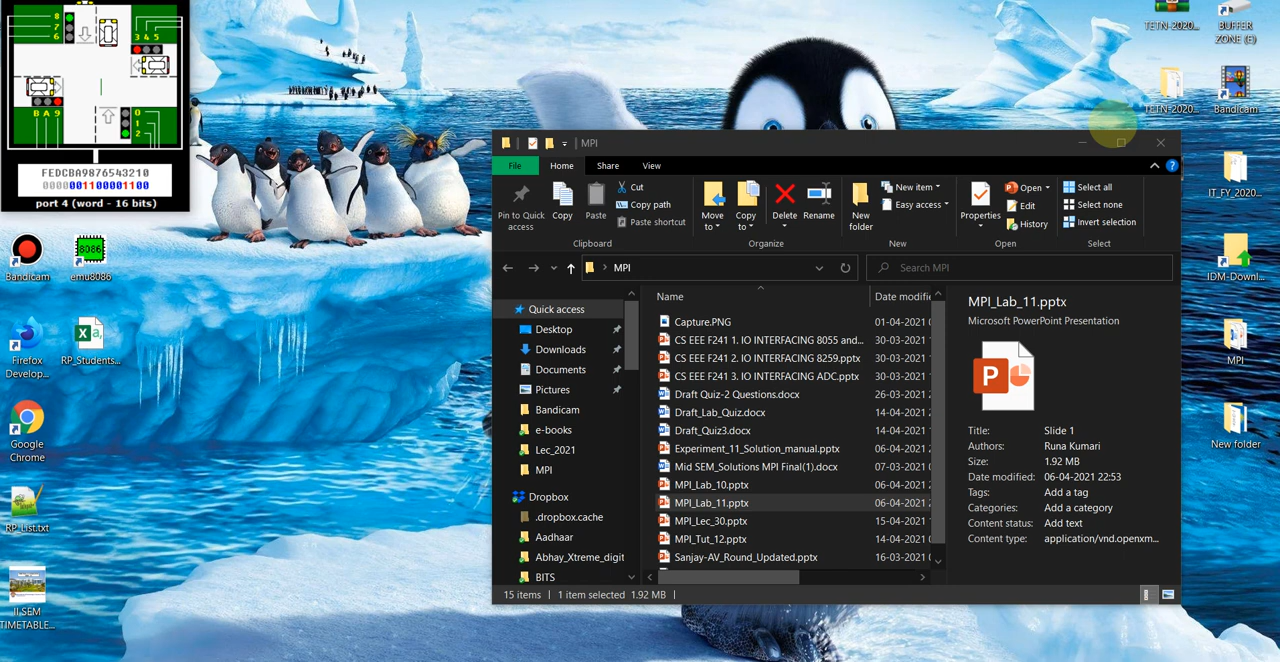 8
7
6
3 4 5
B A 9
0
1
2
FEDCBA9876543210
0000001100001100
port 4 (word - 16 bits)
Bandicam
8086
emu8086
Firefox
Develop...
RP_Students...
Google
Chrome
RP_List.txt
II SEM
TIMETABLE...
TETN-2020...
BUFFER
ZONE (E)
TETN-2020...
Bandicam
IT_FY_2020...
IDM-Downl...
MPI
New folder
MPI
File
Home
Share
View
Pin to Quick
access
Copy
Paste
Cut
Copy path
Paste shortcut
Clipboard
Move
to
Copy
to
Delete
Rename
Organize
New
folder
New item
Easy access
New
Properties
Open
Edit
History
Open
Select all
Select none
Invert selection
Select
MPI
Search MPI
Quick access
Desktop
Downloads
Documents
Pictures
Bandicam
e-books
Lec_2021
MPI
Dropbox
.dropbox.cache
Aadhaar
Abhay_Xtreme_digit
BITS
Name Date modifie
Capture.PNG 01-04-2021
CS EEE F241 1. IO INTERFACING 8055 and... 30-03-2021
CS EEE F241 2. IO INTERFACING 8259.pptx 30-03-2021
CS EEE F241 3. IO INTERFACING ADC.pptx 30-03-2021
Draft Quiz-2 Questions.docx 26-03-2021
Draft_Lab_Quiz.docx 14-04-2021
Draft_Quiz3.docx 14-04-2021
Experiment_11_Solution_manual.pptx 06-04-2021
Mid SEM_Solutions MPI Final(1).docx 07-03-2021
MPI_Lab_10.pptx 06-04-2021
MPI_Lab_11.pptx 06-04-2021
MPI_Lec_30.pptx 15-04-2021
MPI_Tut_12.pptx 14-04-2021
Sanjay-AV_Round_Updated.pptx 16-03-2021
MPI_Lab_11.pptx
Microsoft PowerPoint Presentation
P
Title: Slide 1
Authors: Runa Kumari
Size: 1.92 MB
Date modified: 06-04-2021 22:53
Tags: Add a tag
Categories: Add a category
Content status: Add text
Content type: application/vnd.openxm...
15 items 1 item selected 1.92 MB